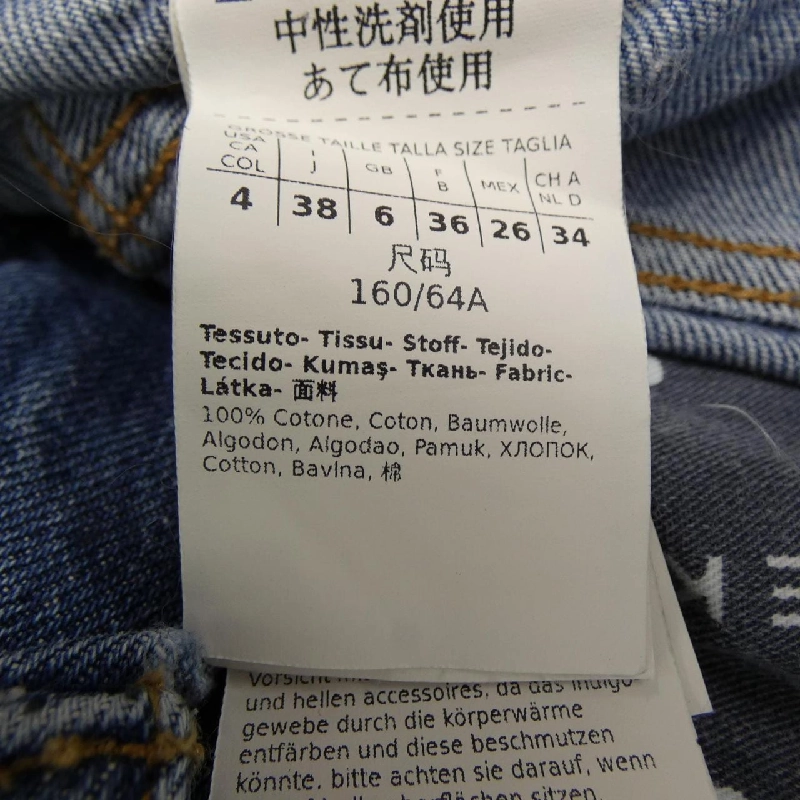 中性洗剤使用
あて布使用
GROSSE TAILLE TALLA SIZE TAGLIA
USA CA COL I J GB F B MEX CH A NL D
4 38 6 36 26 34
尺码
160/64A
Tessuto- Tissu- Stoff- Tejido-
Tecido- Kumaş- Ткань- Fabric-
Látka- 面料
100% Cotone, Coton, Baumwolle,
Algodon, Algodao, Pamuk, ХЛОПОК,
Cotton, Bavlna, 棉
Vorsicht
und hellen accessoires, da das indigo
gewebe durch die körperwärme
entfärben und diese beschmutzen
könnte. bitte achten sie darauf, wenn
oberflächen sitzen